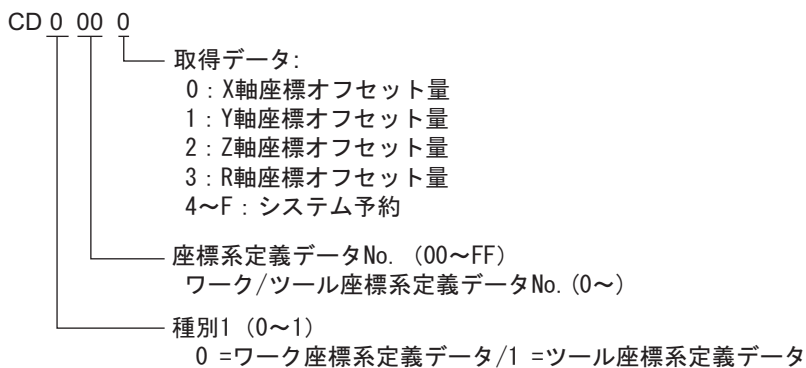 CD 0 00 0
取得データ:
0：X軸座標オフセット量
1：Y軸座標オフセット量
2：Z軸座標オフセット量
3：R軸座標オフセット量
4～F：システム予約
座標系定義データNo. (00～FF)
ワーク/ツール座標系定義データNo.(0～)
種別1 (0～1)
0 =ワーク座標系定義データ/1 =ツール座標系定義データ